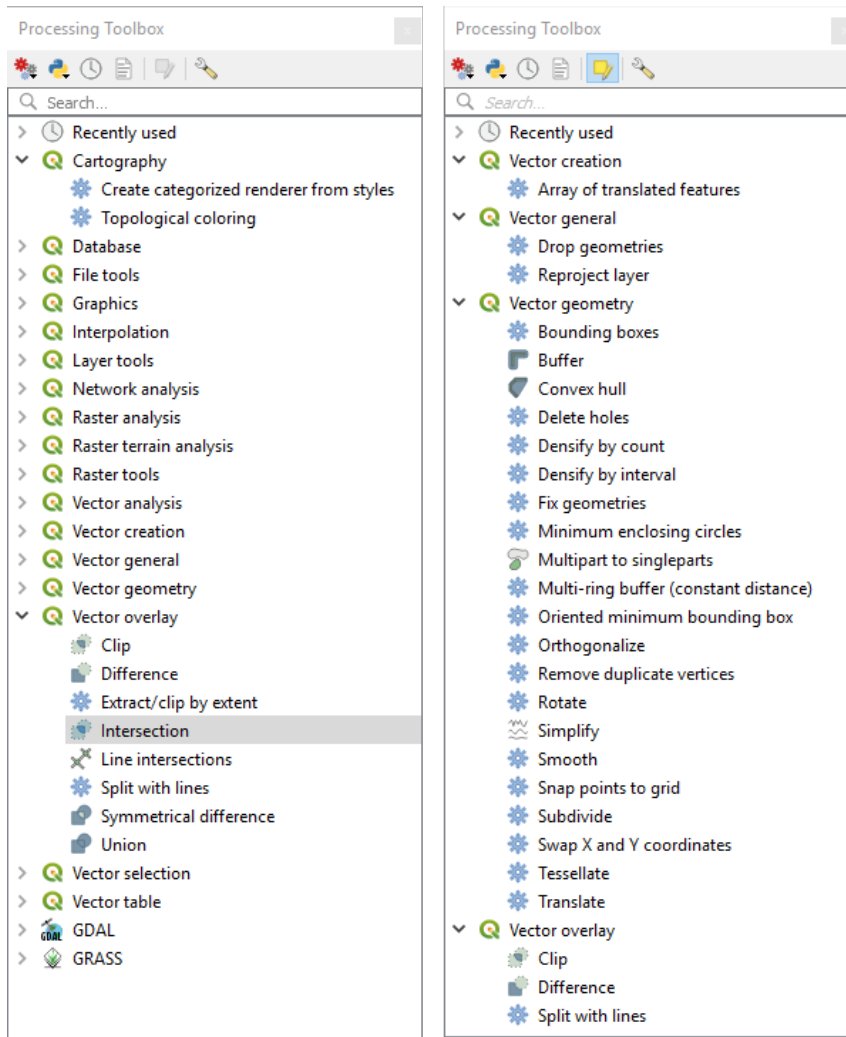 Processing Toolbox
Search...
Recently used
Cartography
Create categorized renderer from styles
Topological coloring
Database
File tools
Graphics
Interpolation
Layer tools
Network analysis
Raster analysis
Raster terrain analysis
Raster tools
Vector analysis
Vector creation
Vector general
Vector geometry
Vector overlay
Clip
Difference
Extract/clip by extent
Intersection
Line intersections
Split with lines
Symmetrical difference
Union
Vector selection
Vector table
GDAL GDAL
GRASS
Processing Toolbox
Search...
Recently used
Vector creation
Array of translated features
Vector general
Drop geometries
Reproject layer
Vector geometry
Bounding boxes
Buffer
Convex hull
Delete holes
Densify by count
Densify by interval
Fix geometries
Minimum enclosing circles
Multipart to singleparts
Multi-ring buffer (constant distance)
Oriented minimum bounding box
Orthogonalize
Remove duplicate vertices
Rotate
Simplify
Smooth
Snap points to grid
Subdivide
Swap X and Y coordinates
Tessellate
Translate
Vector overlay
Clip
Difference
Split with lines